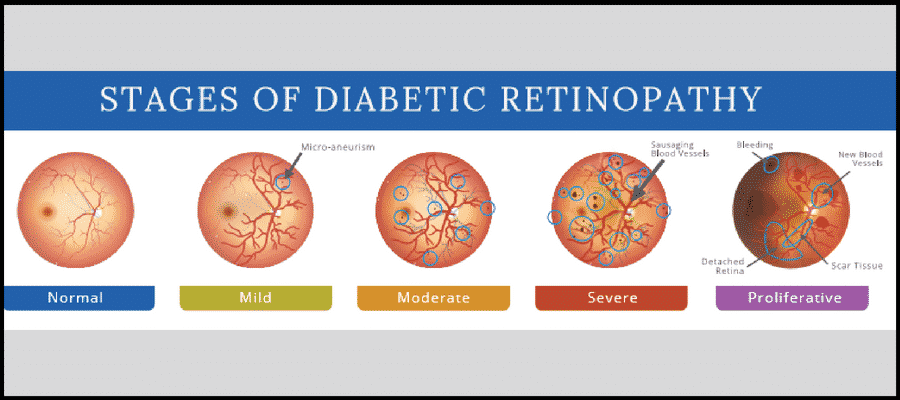 STAGES OF DIABETIC RETINOPATHY
Micro-aneurism
Sausaging
Blood Vessels
Bleeding
New Blood
Vessels
Detached
Retina
Scar Tissue
Normal
Mild
Moderate
Severe
Proliferative